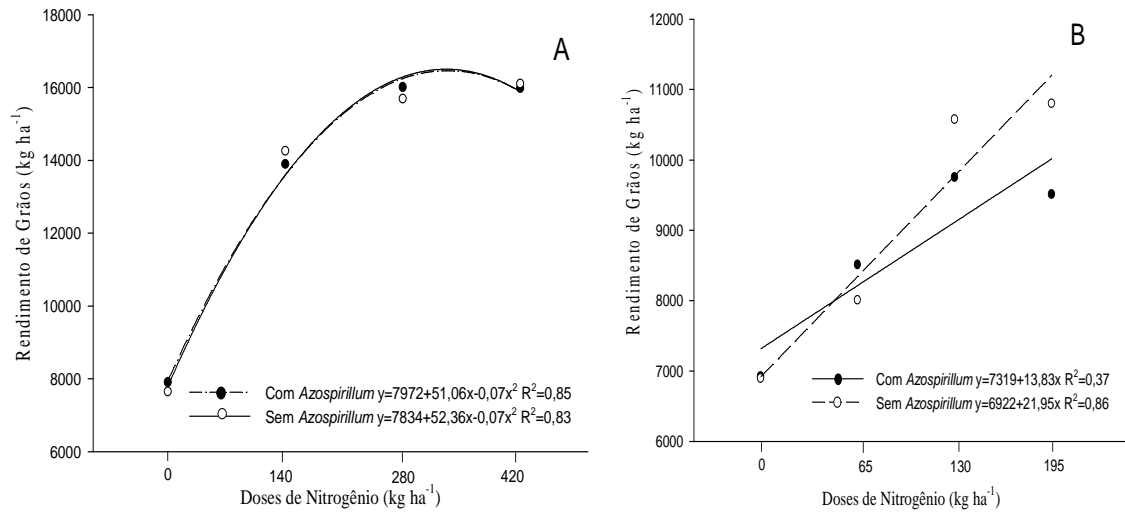 A
18000
16000
14000
12000
10000
8000
6000
Rendimento de Grãos (kg ha⁻¹)
Com Azospirillum y=7972+51,06x-0,07x² R²=0,85
Sem Azospirillum y=7834+52,36x-0,07x² R²=0,83
0 140 280 420
Doses de Nitrogênio (kg ha⁻¹)
B
12000
11000
10000
9000
8000
7000
6000
Rendimento de Grãos (kg ha⁻¹)
Com Azospirillum y=7319+13,83x R²=0,37
Sem Azospirillum y=6922+21,95x R²=0,86
0 65 130 195
Doses de Nitrogênio (kg ha⁻¹)